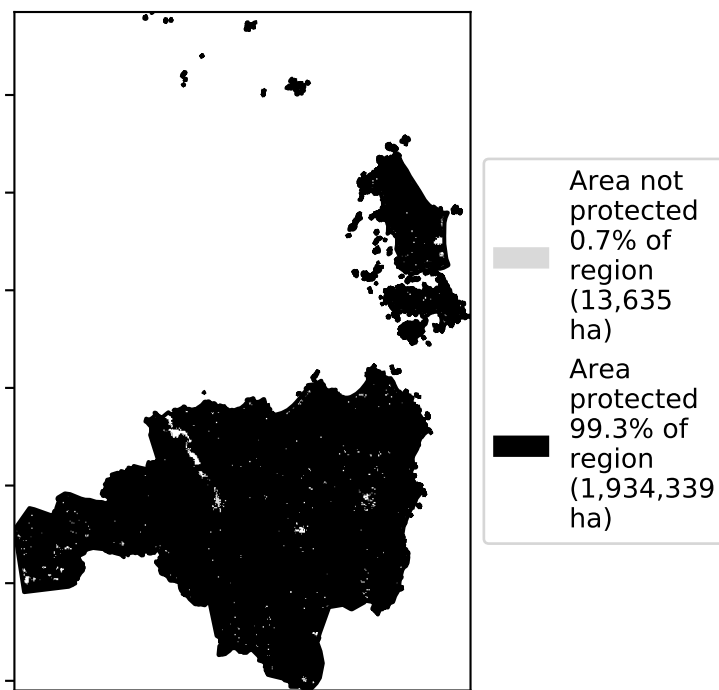 Area not
protected
0.7% of
region
(13,635
ha)
Area
protected
99.3% of
region
(1,934,339
ha)